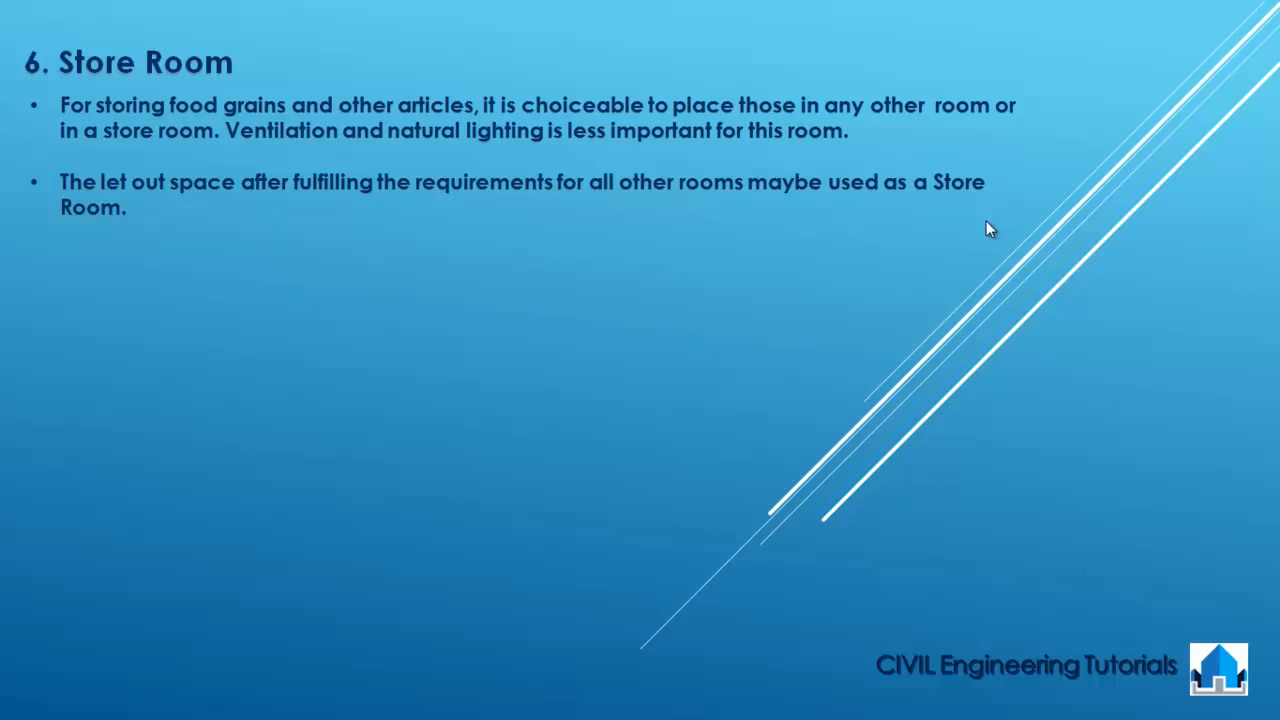 6. Store Room
• For storing food grains and other articles, it is choiceable to place those in any other room or
in a store room. Ventilation and natural lighting is less important for this room.
• The let out space after fulfilling the requirements for all other rooms maybe used as a Store
Room.
CIVIL Engineering Tutorials